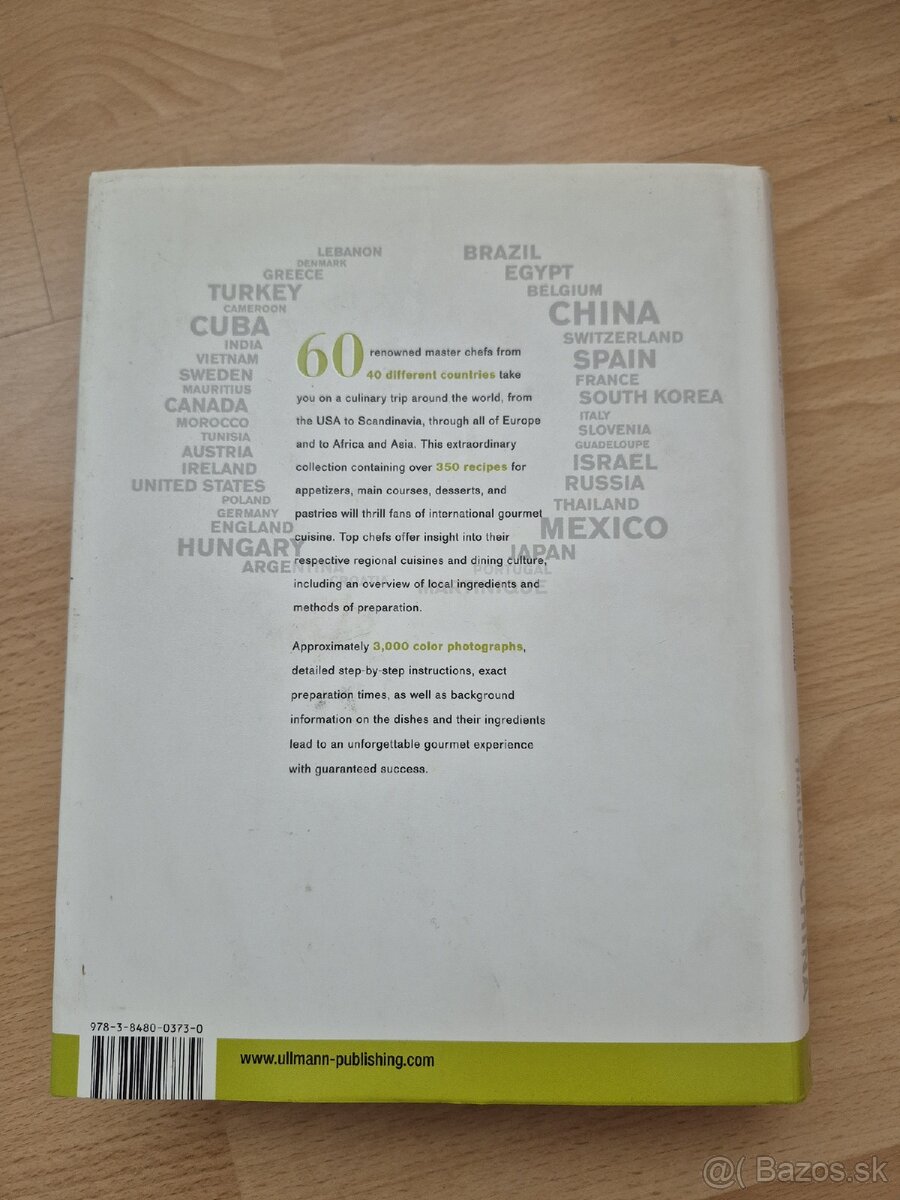 LEBANON
DENMARK
GREECE
TURKEY
CAMEROON
CUBA
INDIA
VIETNAM
SWEDEN
MAURITIUS
CANADA
MOROCCO
TUNISIA
AUSTRIA
IRELAND
UNITED STATES
POLAND
GERMANY
ENGLAND
HUNGARY
ARGENTINA
CROATIA
BRAZIL
EGYPT
BELGIUM
CHINA
SWITZERLAND
SPAIN
FRANCE
SOUTH KOREA
ITALY
SLOVENIA
GUADELOUPE
ISRAEL
RUSSIA
THAILAND
MEXICO
JAPAN
PORTUGAL
MARTINIQUE
60 renowned master chefs from
40 different countries take
you on a culinary trip around the world, from
the USA to Scandinavia, through all of Europe
and to Africa and Asia. This extraordinary
collection containing over 350 recipes for
appetizers, main courses, desserts, and
pastries will thrill fans of international gourmet
cuisine. Top chefs offer insight into their
respective regional cuisines and dining culture,
including an overview of local ingredients and
methods of preparation.
Approximately 3,000 color photographs,
detailed step-by-step instructions, exact
preparation times, as well as background
information on the dishes and their ingredients
lead to an unforgettable gourmet experience
with guaranteed success.
978-3-8480-0373-0
www.ullmann-publishing.com
THAILAND CHINA
@( Bazos.sk